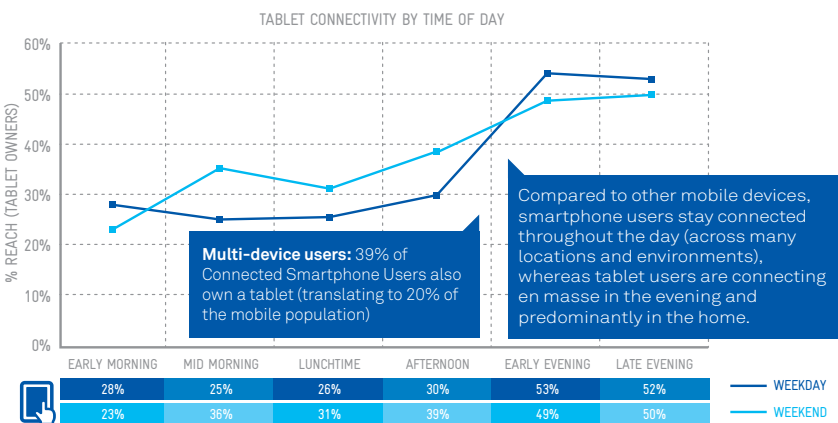 TABLET CONNECTIVITY BY TIME OF DAY
% REACH (TABLET OWNERS)
60%
50%
40%
30%
20%
10%
0%
Multi-device users: 39% of
Connected Smartphone Users also
own a tablet (translating to 20% of
the mobile population)
Compared to other mobile devices,
smartphone users stay connected
throughout the day (across many
locations and environments),
whereas tablet users are connecting
en masse in the evening and
predominantly in the home.
EARLY MORNING MID MORNING LUNCHTIME AFTERNOON EARLY EVENING LATE EVENING
28% 25% 26% 30% 53% 52%
23% 36% 31% 39% 49% 50%
WEEKDAY
WEEKEND